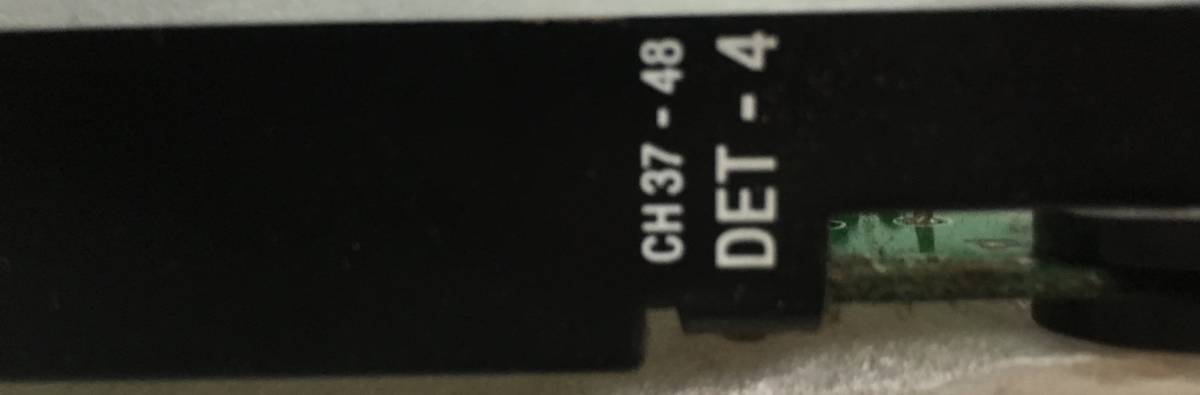 CH 37 - 48
DET - 4